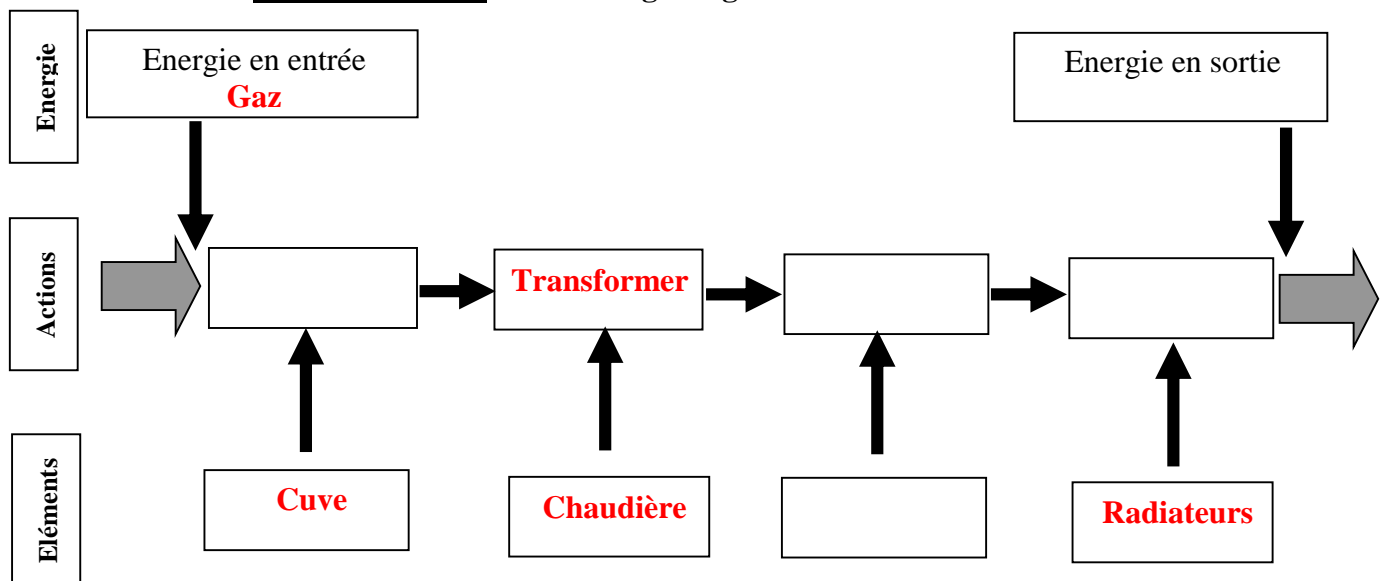 Energie
Energie en entrée
Gaz
Energie en sortie
Actions
Transformer
Eléments
Cuve
Chaudière
Radiateurs